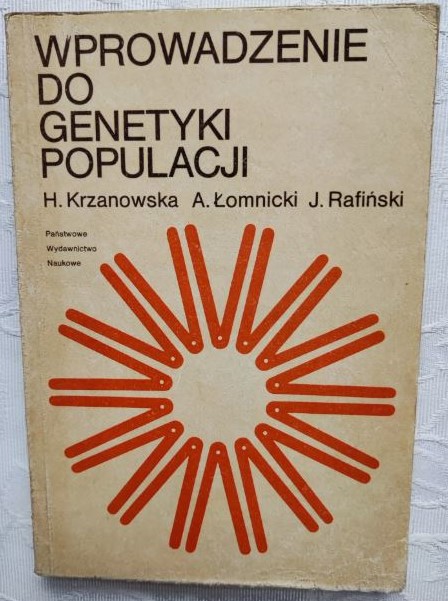 WPROWADZENIE
DO
GENETYKI
POPULACJI
H. Krzanowska A. Łomnicki J. Rafiński
Państwowe
Wydawnictwo
Naukowe